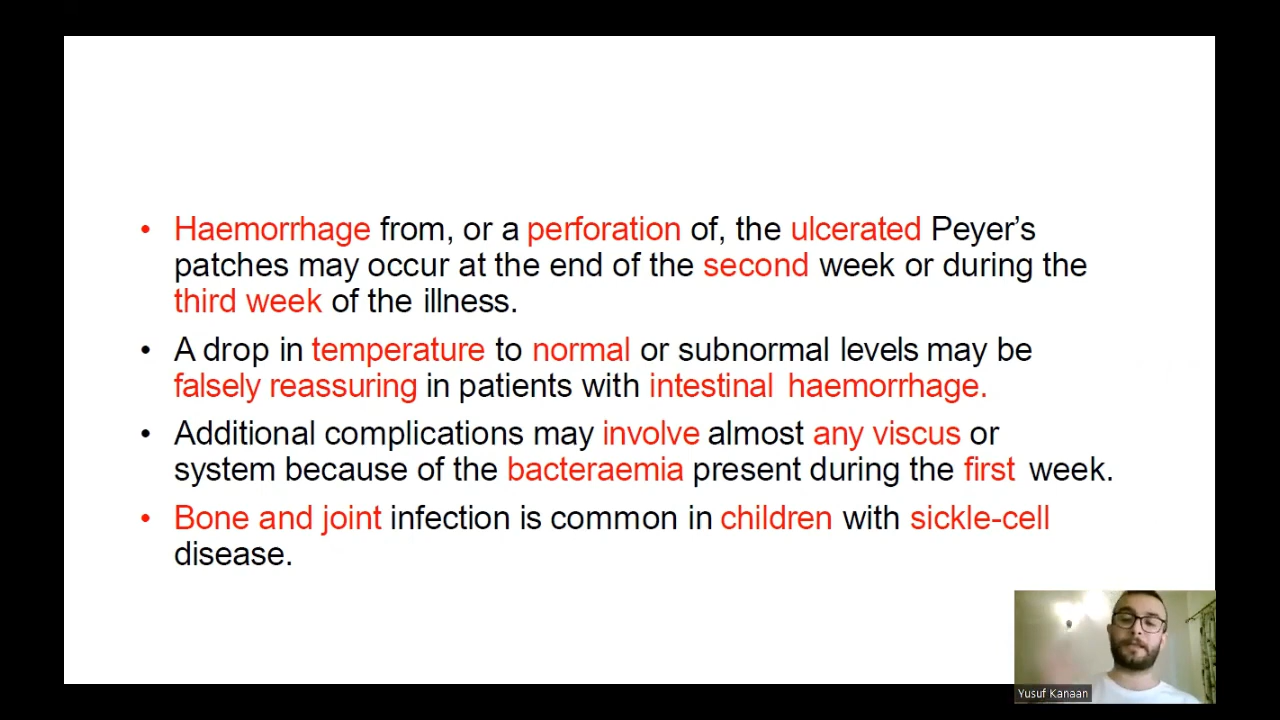 • Haemorrhage from, or a perforation of, the ulcerated Peyer's
patches may occur at the end of the second week or during the
third week of the illness.
• A drop in temperature to normal or subnormal levels may be
falsely reassuring in patients with intestinal haemorrhage.
• Additional complications may involve almost any viscus or
system because of the bacteraemia present during the first week.
• Bone and joint infection is common in children with sickle-cell
disease.
Yusuf Kanaan